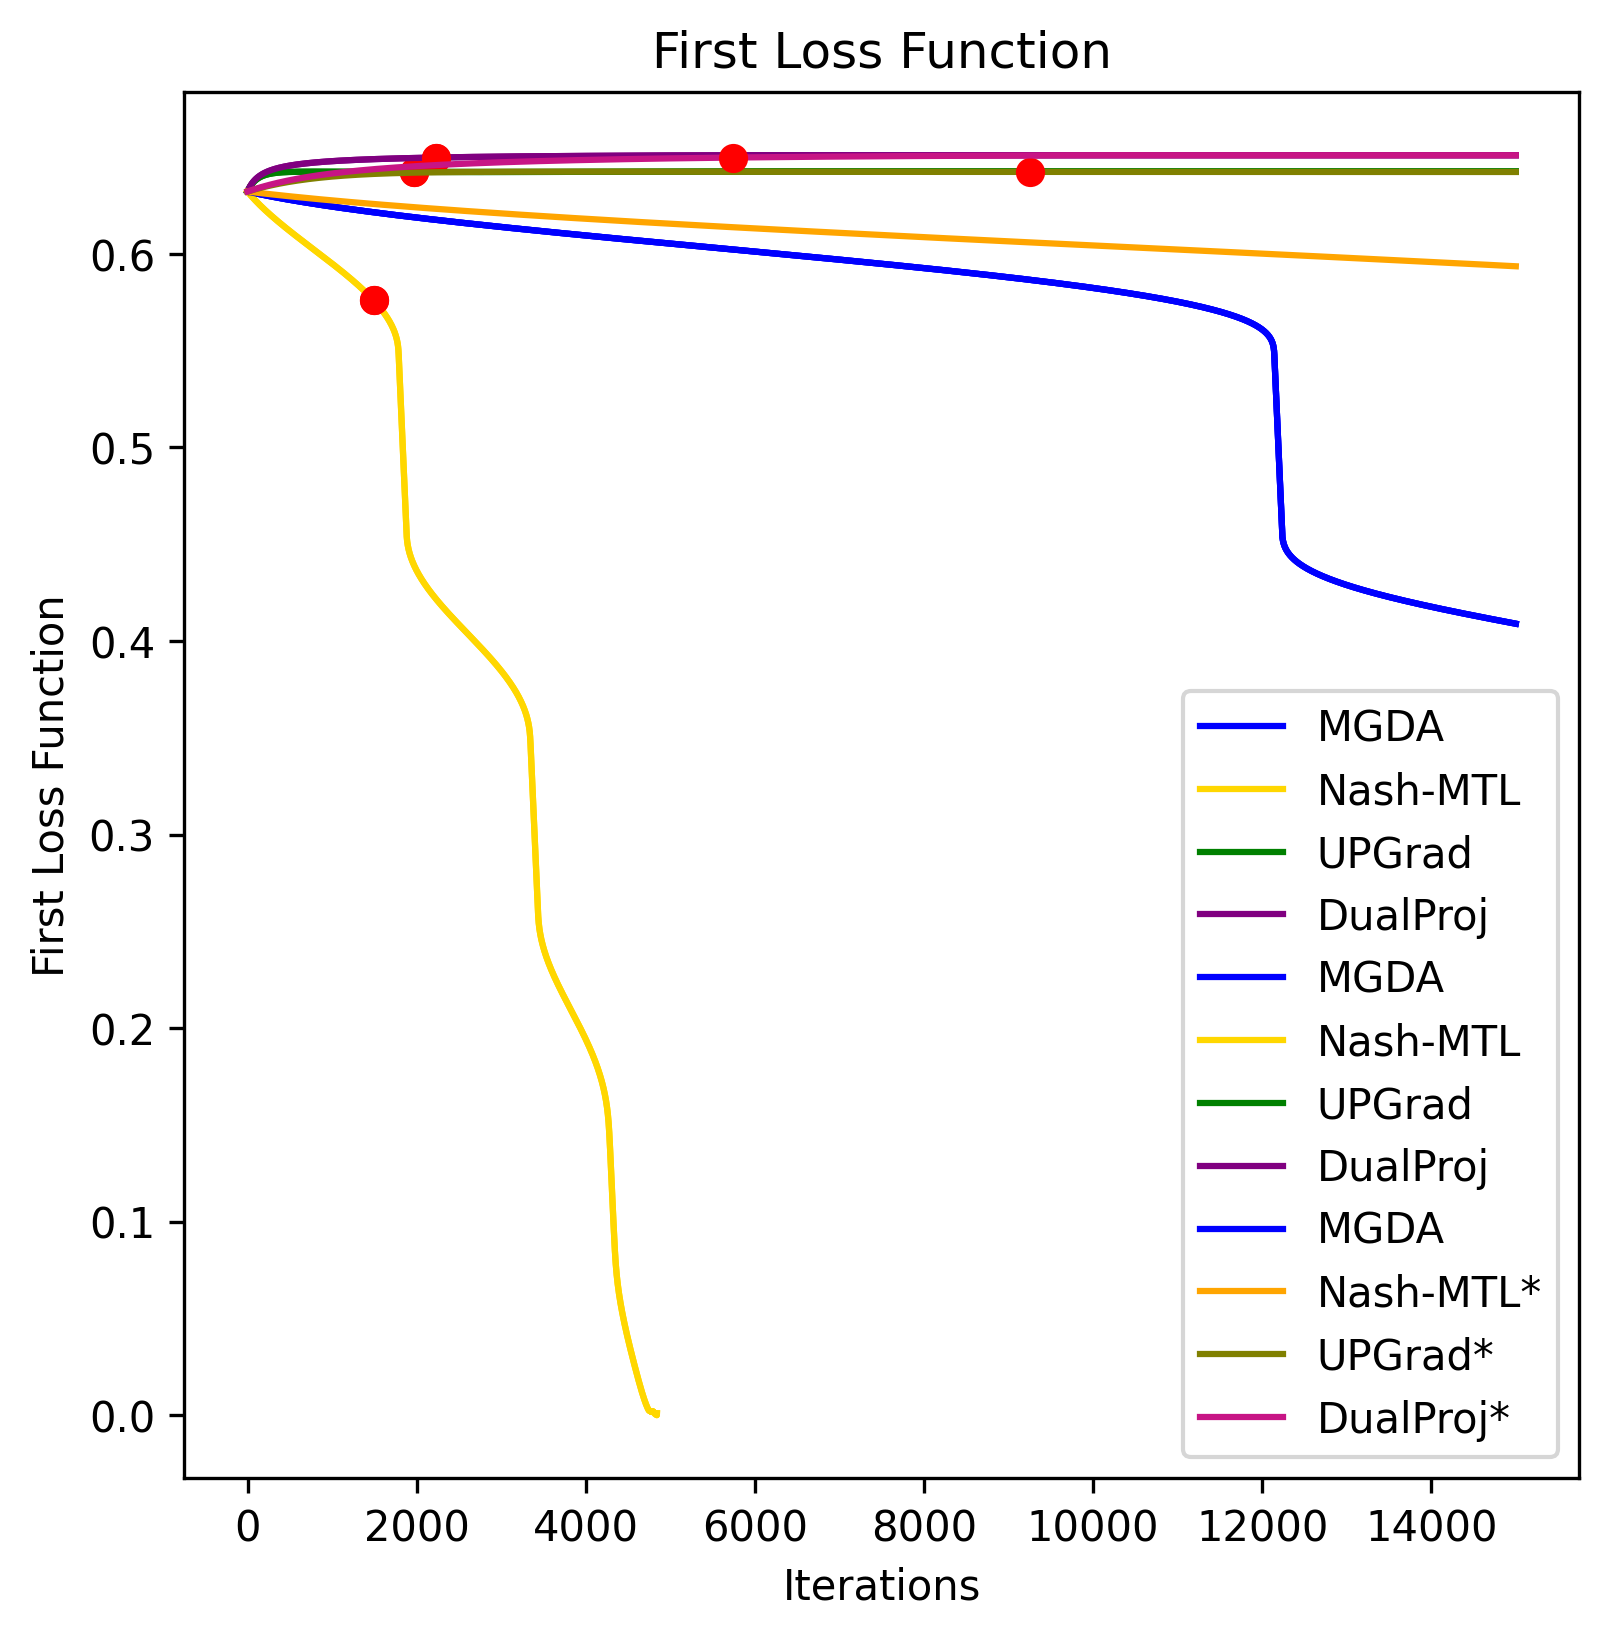 First Loss Function
First Loss Function
0.6
0.5
0.4
0.3
0.2
0.1
0.0
MGDA
Nash-MTL
UPGrad
DualProj
MGDA
Nash-MTL
UPGrad
DualProj
MGDA
Nash-MTL*
UPGrad*
DualProj*
0 2000 4000 6000 8000 10000 12000 14000
Iterations